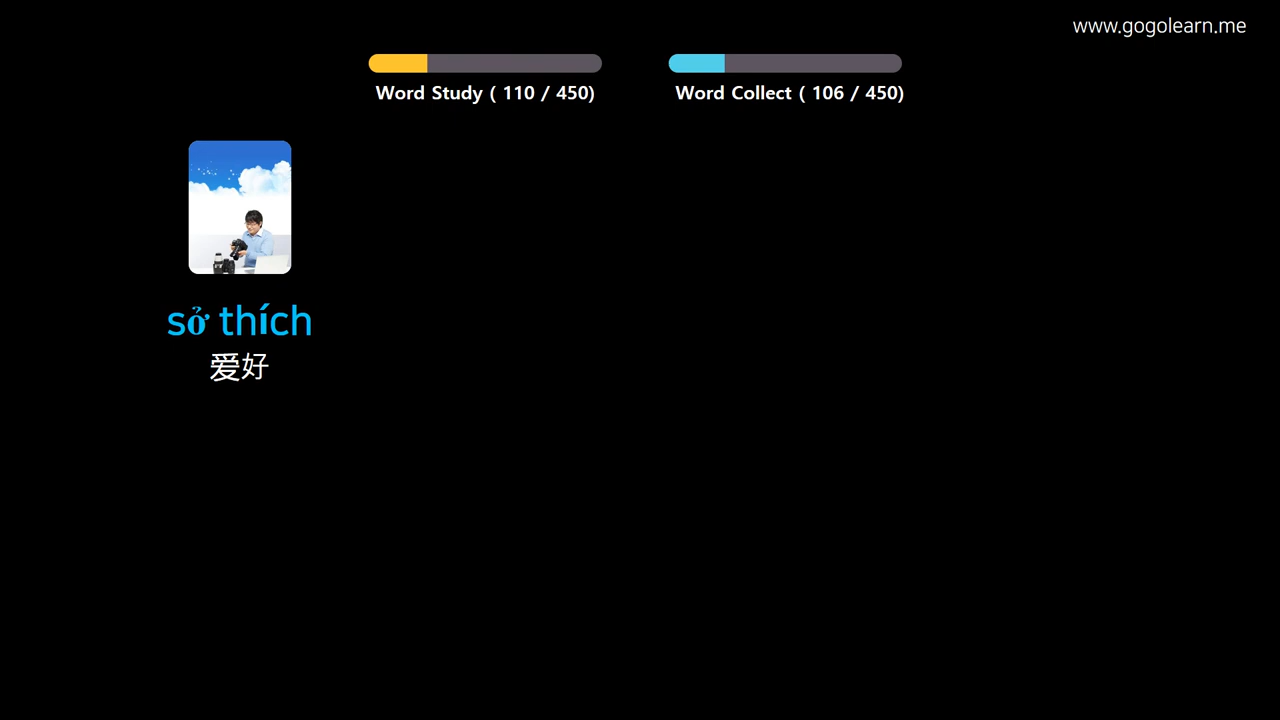 www.gogolearn.me
Word Study ( 110 / 450)
Word Collect ( 106 / 450)
sở thích
爱好